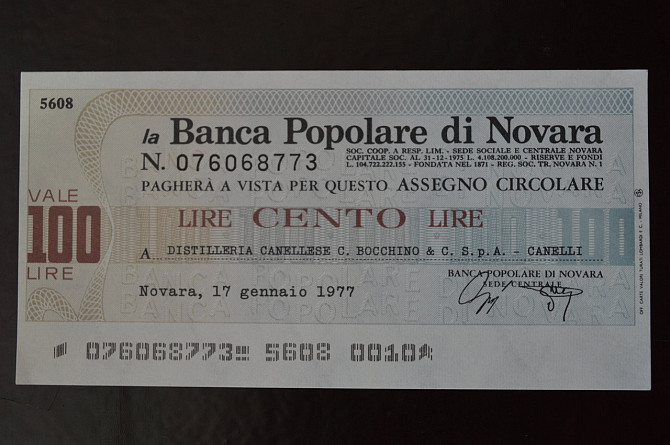 5608
la Banca Popolare di Novara
SOC. COOP. A RESP. LIM. - SEDE SOCIALE E CENTRALE NOVARA
CAPITALE SOC. AL 31-12-1975 L. 4.108.200.000 - RISERVE E FONDI
L. 104.722.222.155 - FONDATA NEL 1871 - REG. SOC. TR. NOVARA N. 1
N. 076068773
PAGHERÀ A VISTA PER QUESTO ASSEGNO CIRCOLARE
VALE
100
LIRE
LIRE CENTO LIRE
100
A DISTILLERIA CANELLESE C. BOCCHINO & C. S.p.A. - CANELLI
BANCA POPOLARE DI NOVARA
SEDE CENTRALE
Novara, 17 gennaio 1977
076068773 5608 0010